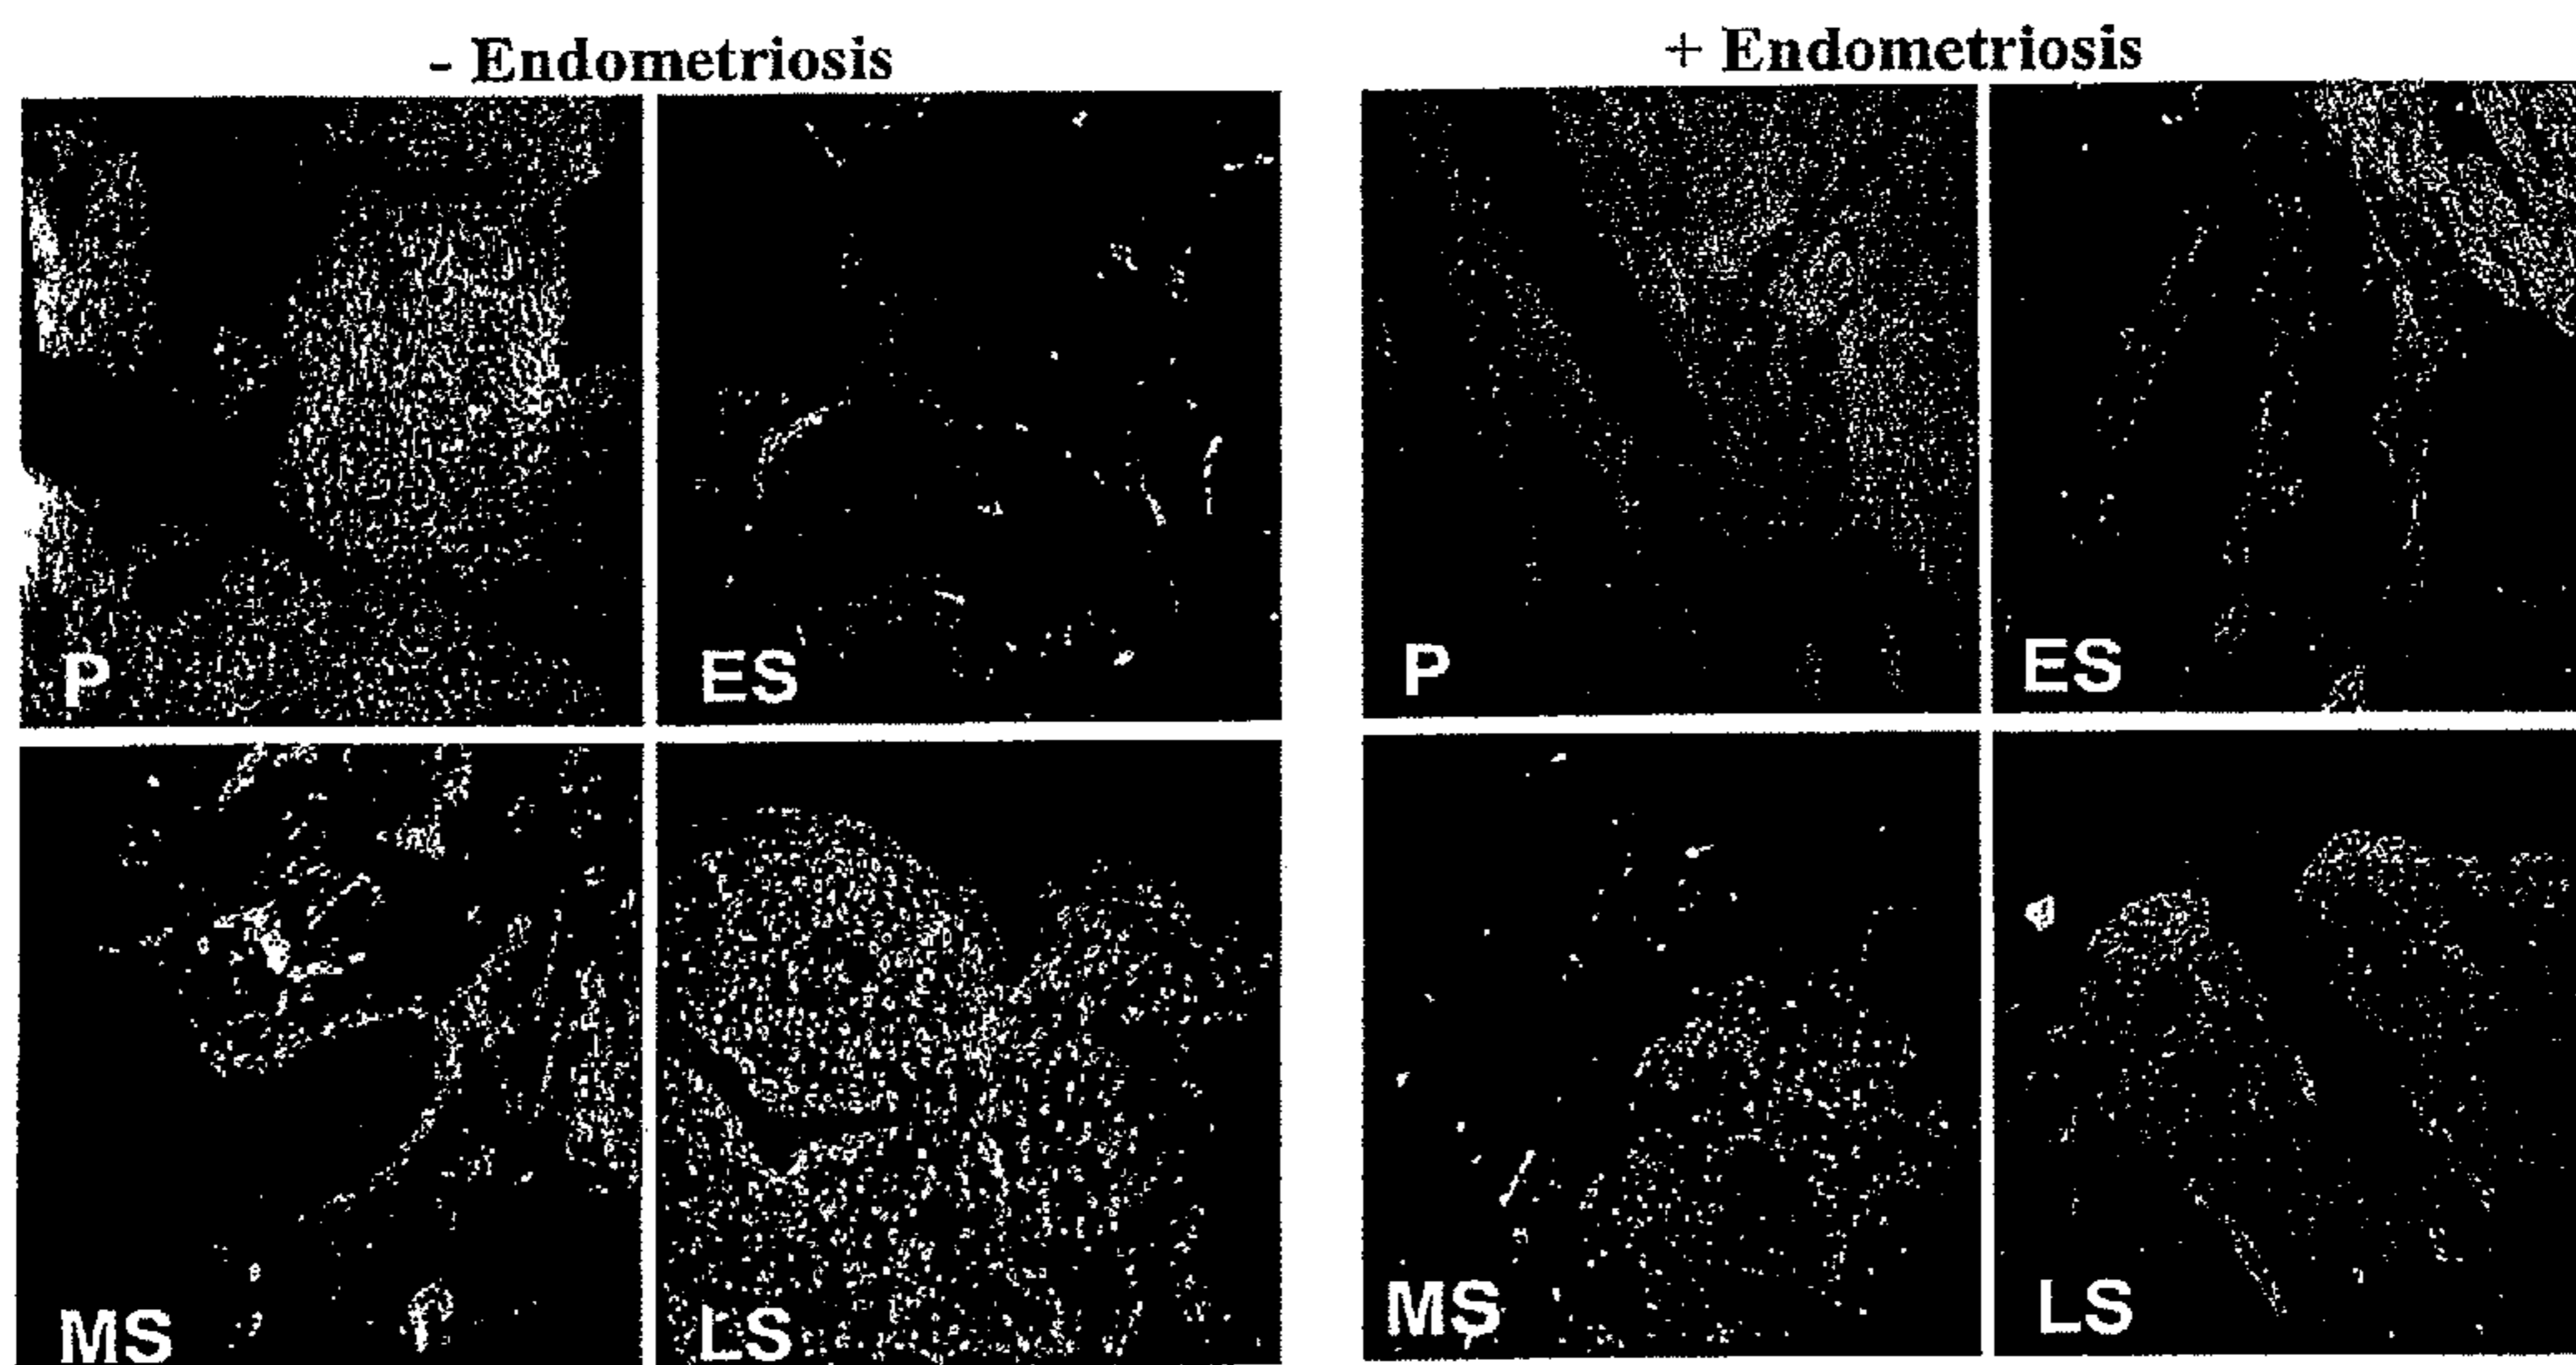 - Endometriosis
+ Endometriosis
P
ES
P
ES
MS
LS
MS
LS